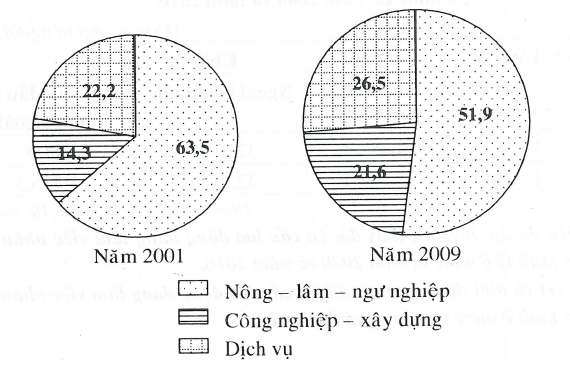 22,2
14,3
63,5
26,5
21,6
51,9
Năm 2001
Năm 2009
Nông – lâm – ngư nghiệp
Công nghiệp – xây dựng
Dịch vụ